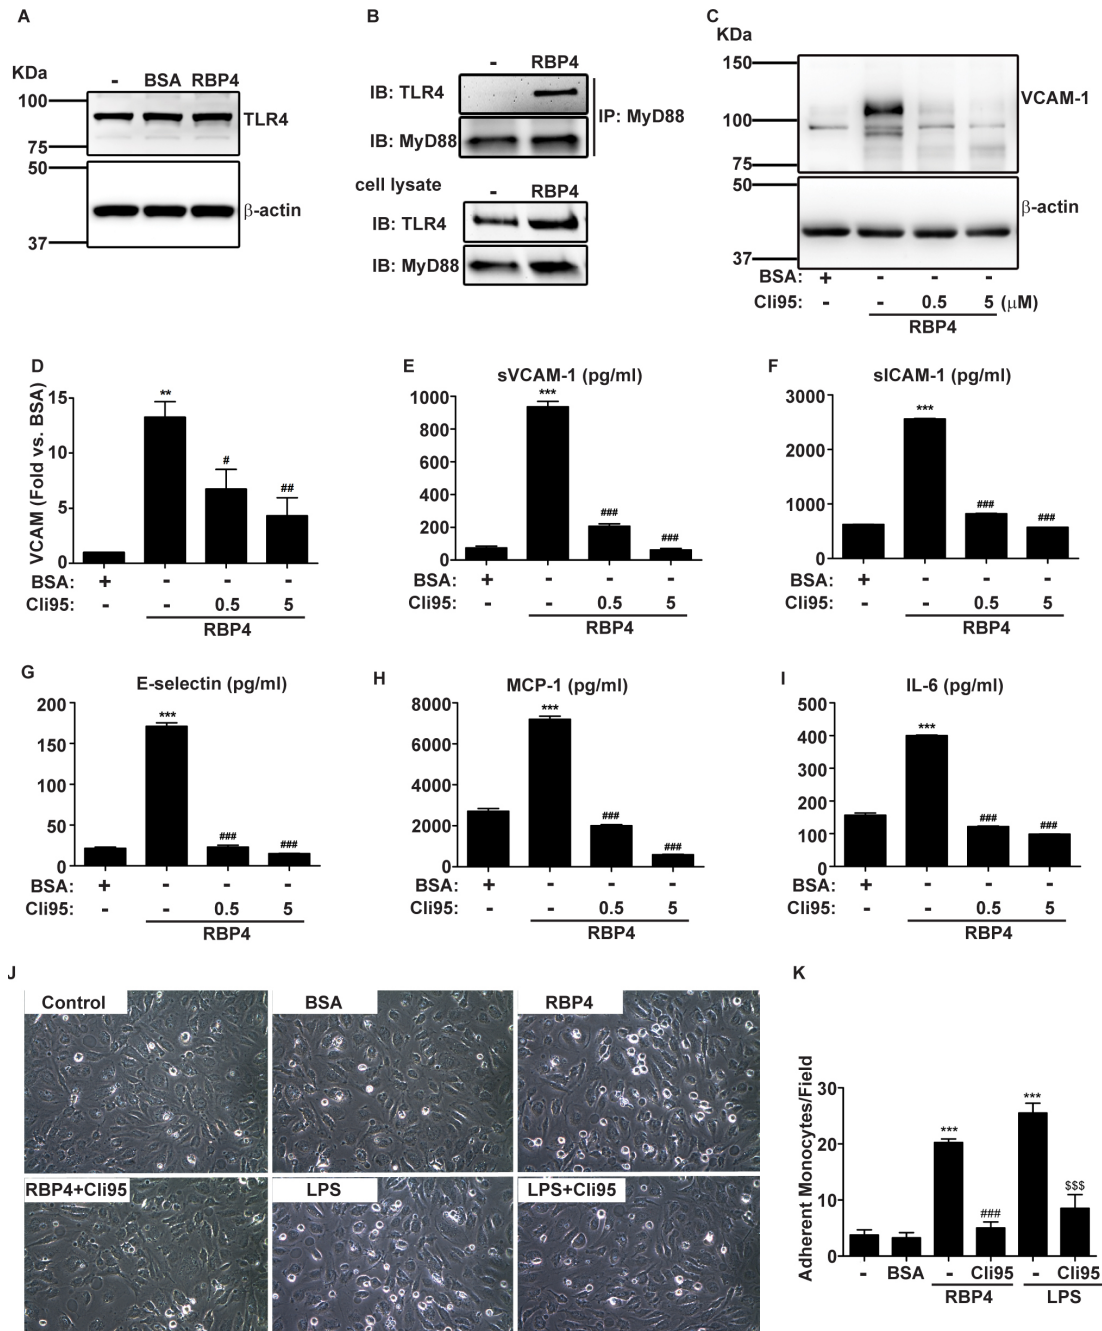 A
KDa
- BSA RBP4
100
75
TLR4
50
37
β-actin
B
- RBP4
IB: TLR4
IB: MyD88
IP: MyD88
cell lysate
- RBP4
IB: TLR4
IB: MyD88
C
KDa
150
100
75
VCAM-1
50
37
β-actin
BSA: + - - -
Cli95: - - 0.5 5 (μM)
RBP4
D
VCAM (Fold vs. BSA)
15
10
5
0
**
#
##
BSA: + - - -
Cli95: - - 0.5 5
RBP4
E
sVCAM-1 (pg/ml)
1000
800
600
400
200
0
***
###
###
BSA: + - - -
Cli95: - - 0.5 5
RBP4
F
sICAM-1 (pg/ml)
3000
2000
1000
0
***
###
###
BSA: + - - -
Cli95: - - 0.5 5
RBP4
G
E-selectin (pg/ml)
200
150
100
50
0
***
###
###
BSA: + - - -
Cli95: - - 0.5 5
RBP4
H
MCP-1 (pg/ml)
8000
6000
4000
2000
0
***
###
###
BSA: + - - -
Cli95: - - 0.5 5
RBP4
I
IL-6 (pg/ml)
500
400
300
200
100
0
***
###
###
BSA: + - - -
Cli95: - - 0.5 5
RBP4
J
Control
BSA
RBP4
RBP4+Cli95
LPS
LPS+Cli95
K
Adherent Monocytes/Field
30
20
10
0
***
###
***
$$$
- BSA - Cli95 - Cli95
RBP4 LPS